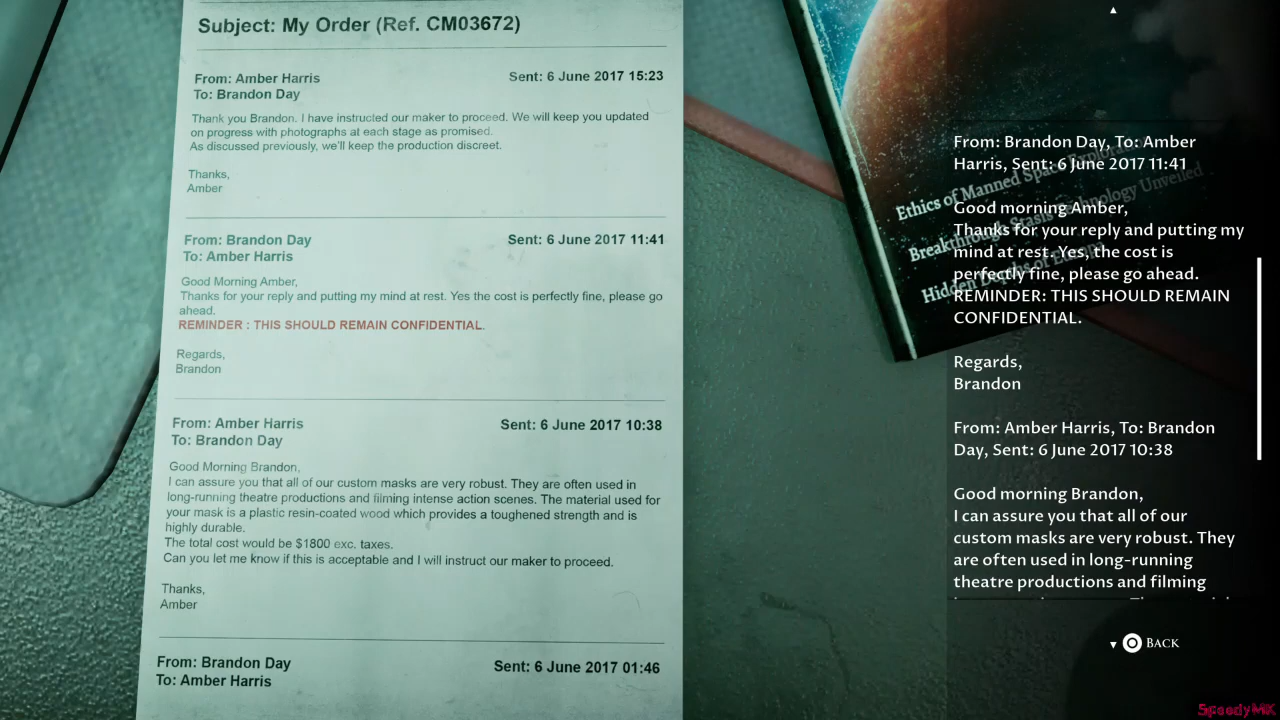 Subject: My Order (Ref. CM03672)
From: Amber Harris
Sent: 6 June 2017 15:23
To: Brandon Day
Thank you Brandon. I have instructed our maker to proceed. We will keep you updated
on progress with photographs at each stage as promised.
As discussed previously, we'll keep the production discreet.
Thanks,
Amber
From: Brandon Day
Sent: 6 June 2017 11:41
To: Amber Harris
Good Morning Amber,
Thanks for your reply and putting my mind at rest. Yes the cost is perfectly fine, please go
ahead.
REMINDER : THIS SHOULD REMAIN CONFIDENTIAL.
Regards,
Brandon
From: Amber Harris
Sent: 6 June 2017 10:38
To: Brandon Day
Good Morning Brandon,
I can assure you that all of our custom masks are very robust. They are often used in
long-running theatre productions and filming intense action scenes. The material used for
your mask is a plastic resin-coated wood which provides a toughened strength and is
highly durable.
The total cost would be $1800 exc. taxes.
Can you let me know if this is acceptable and I will instruct our maker to proceed.
Thanks,
Amber
From: Brandon Day
Sent: 6 June 2017 01:46
To: Amber Harris
Ethics of Manned Space
Breakthrough Stasis Technology Unveiled
Hidden Depths of Europa
From: Brandon Day, To: Amber
Harris, Sent: 6 June 2017 11:41
Good morning Amber,
Thanks for your reply and putting my
mind at rest. Yes, the cost is
perfectly fine, please go ahead.
REMINDER: THIS SHOULD REMAIN
CONFIDENTIAL.
Regards,
Brandon
From: Amber Harris, To: Brandon
Day, Sent: 6 June 2017 10:38
Good morning Brandon,
I can assure you that all of our
custom masks are very robust. They
are often used in long-running
theatre productions and filming
BACK
SpeedyMK